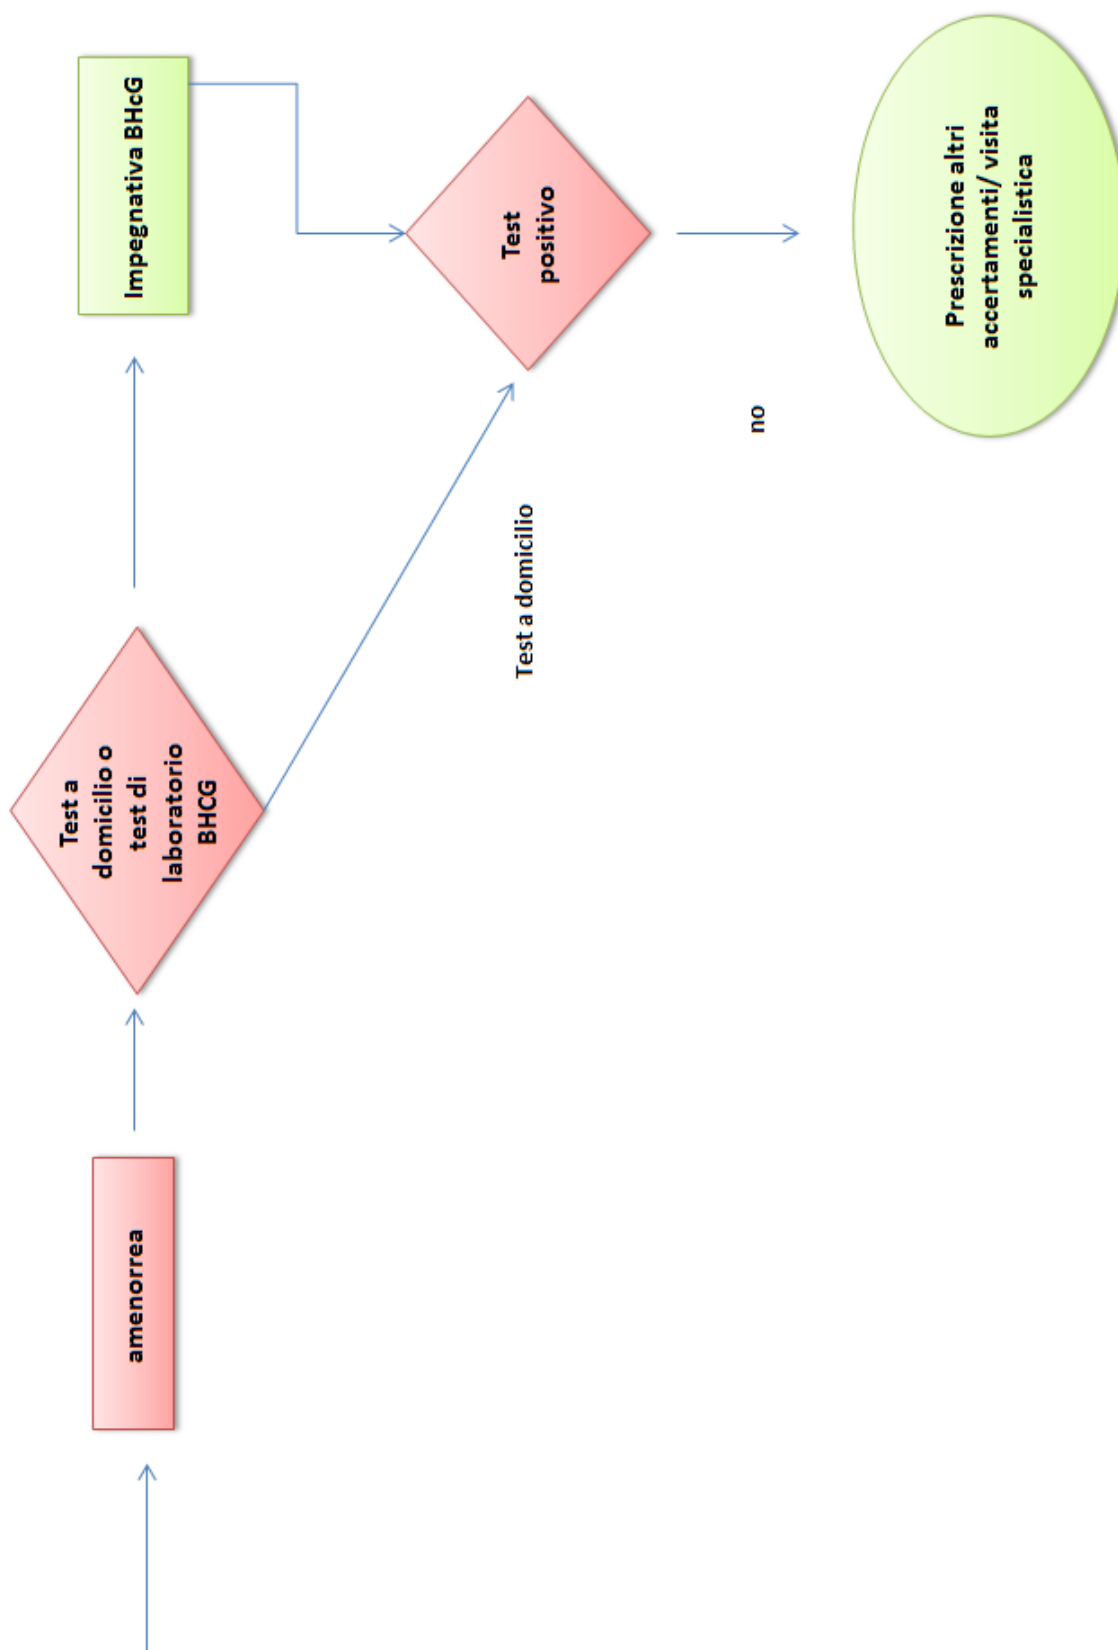 amenorrea
Test a
domicilio o
test di
laboratorio
BHCG
Impegnativa BHcG
Test a domicilio
Test
positivo
no
Prescrizione altri
accertamenti/ visita
specialistica